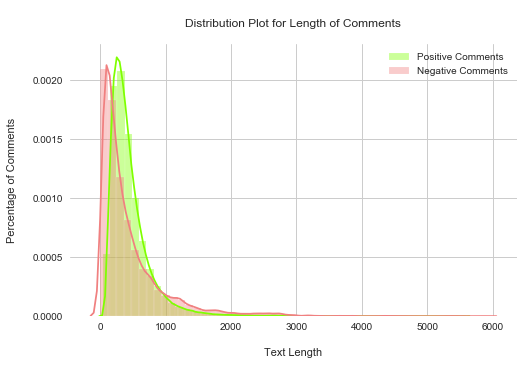 Distribution Plot for Length of Comments
Positive Comments
Negative Comments
Percentage of Comments
0.0020
0.0015
0.0010
0.0005
0.0000
0 1000 2000 3000 4000 5000 6000
Text Length